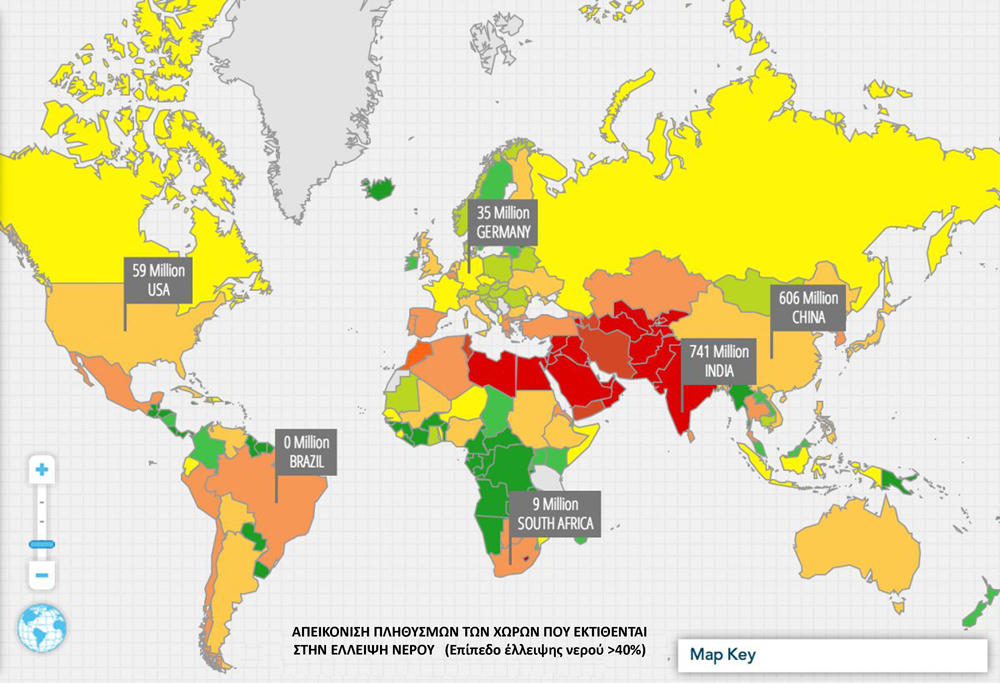 35 Million
GERMANY
59 Million
USA
606 Million
CHINA
741 Million
INDIA
0 Million
BRAZIL
9 Million
SOUTH AFRICA
ΑΠΕΙΚΟΝΙΣΗ ΠΛΗΘΥΣΜΩΝ ΤΩΝ ΧΩΡΩΝ ΠΟΥ ΕΚΤΙΘΕΝΤΑΙ
ΣΤΗΝ ΕΛΛΕΙΨΗ ΝΕΡΟΥ (Επίπεδο έλλειψης νερού >40%)
Map Key